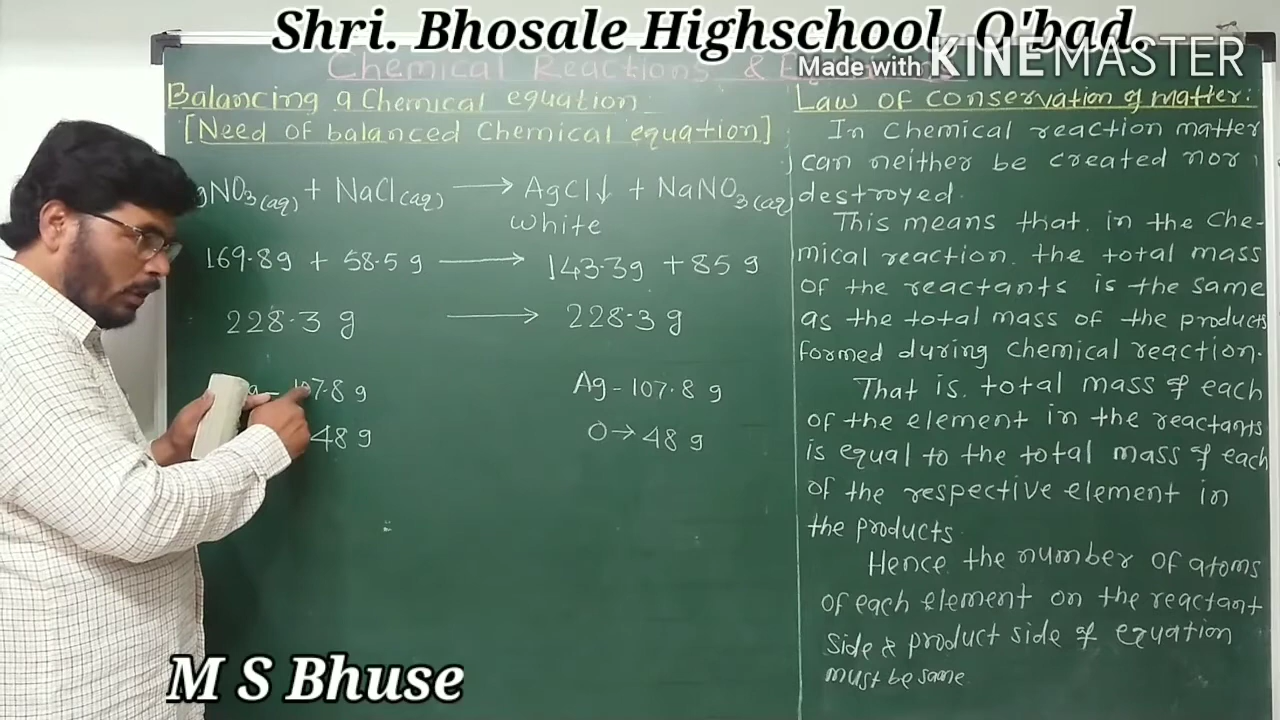 Shri. Bhosale Highschool, O'bad.
Made with KINEMASTER
Chemical Reactions & 
Balancing a Chemical equation
[Need of balanced Chemical equation]
gNO3(aq) + NaCl(aq) → AgCl↓ + NaNO3(aq)
white
169.8g + 58.5 g → 143.3g + 85 g
228.3 g → 228.3 g
g - 107.8 g Ag - 107.8 g
48 g O→ 48 g
Law of conservation of matter:
In chemical reaction matter
can neither be created nor
destroyed.
This means that, in the che-
mical reaction, the total mass
of the reactants is the same
as the total mass of the products
formed during chemical reaction.
That is, total mass of each
of the element in the reactants
is equal to the total mass of each
of the respective element in
the products.
Hence the number of atoms
of each element on the reactant
side & product side of equation
must be same.
M S Bhuse